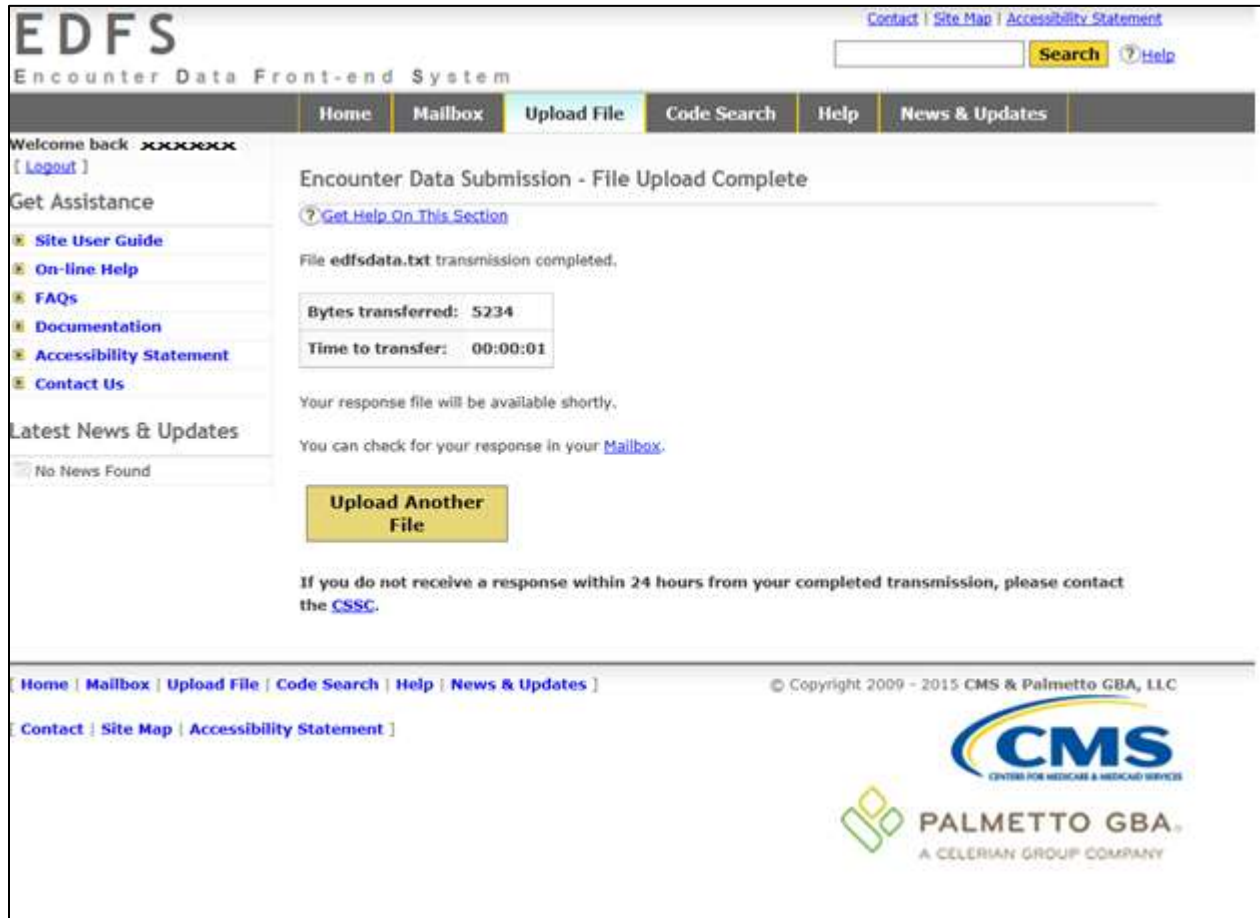 EDFS
Encounter Data Front-end System
Contact | Site Map | Accessibility Statement
Search ?Help
Home Mailbox Upload File Code Search Help News & Updates
Welcome back xxxxxxx
[ Logout ]
Get Assistance
Site User Guide
On-line Help
FAQs
Documentation
Accessibility Statement
Contact Us
Latest News & Updates
No News Found
Encounter Data Submission - File Upload Complete
?Get Help On This Section
File edfsdata.txt transmission completed.
Bytes transferred: 5234
Time to transfer: 00:00:01
Your response file will be available shortly.
You can check for your response in your Mailbox.
Upload Another
File
If you do not receive a response within 24 hours from your completed transmission, please contact
the CSSC.
[ Home | Mailbox | Upload File | Code Search | Help | News & Updates ]
© Copyright 2009 - 2015 CMS & Palmetto GBA, LLC
[ Contact | Site Map | Accessibility Statement ]
CMS
CENTERS FOR MEDICARE & MEDICAID SERVICES
PALMETTO GBA.
A CELERIAN GROUP COMPANY